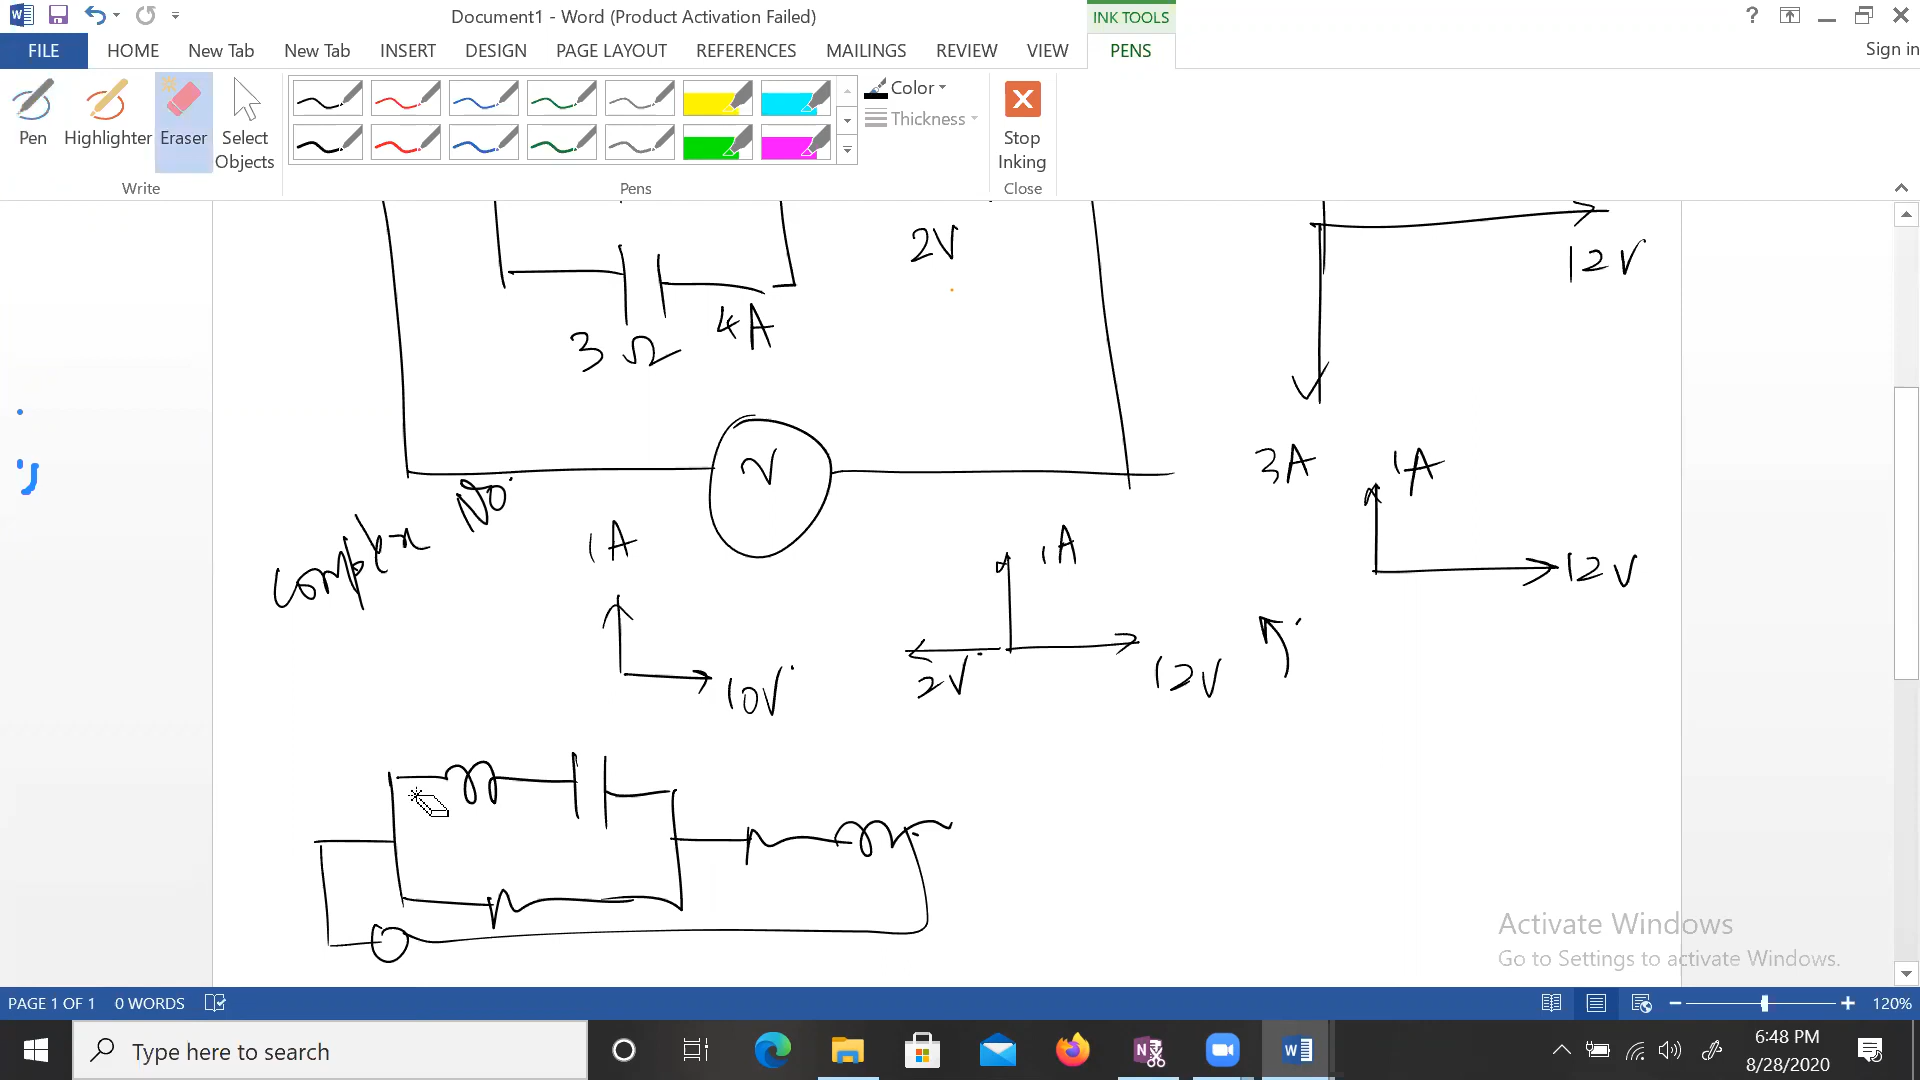 Document1 - Word (Product Activation Failed)
INK TOOLS
?
FILE
HOME
New Tab
New Tab
INSERT
DESIGN
PAGE LAYOUT
REFERENCES
MAILINGS
REVIEW
VIEW
PENS
Sign in
Pen
Highlighter
Eraser
Select
Objects
Color
Thickness
Stop
Inking
Write
Pens
Close
2V
12V
3 Ω
4A
V
3A
1A
Complex No
1A
1A
12V
10V
2V
12V
Activate Windows
Go to Settings to activate Windows.
PAGE 1 OF 1
0 WORDS
120%
Type here to search
6:48 PM
8/28/2020